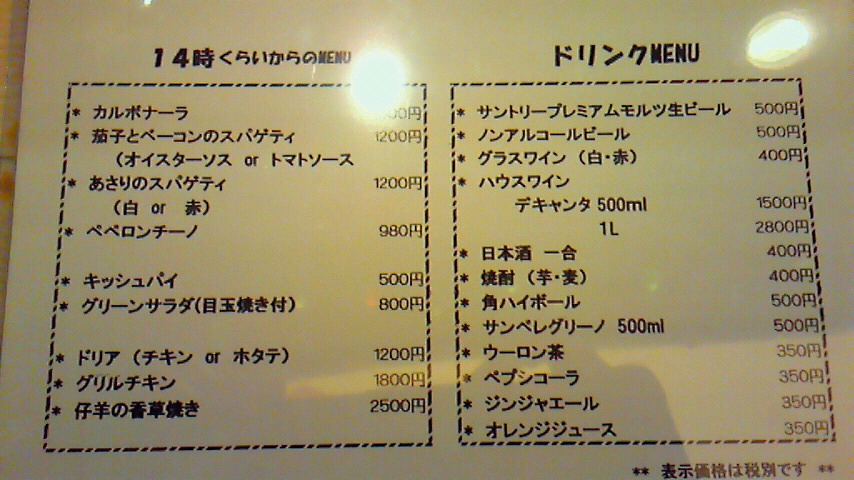 14時くらいからのMENU
* カルボナーラ 00円
* 茄子とベーコンのスパゲティ 1200円
(オイスターソス or トマトソース
* あさりのスパゲティ 1200円
(白 or 赤)
* ペペロンチーノ 980円
* キッシュパイ 500円
* グリーンサラダ(目玉焼き付) 800円
* ドリア (チキン or ホタテ) 1200円
* グリルチキン 1800円
* 仔羊の香草焼き 2500円
ドリンクMENU
* サントリープレミアムモルツ生ビール 500円
* ノンアルコールビール 500円
* グラスワイン (白・赤) 400円
* ハウスワイン
デキャンタ 500ml 1500円
1L 2800円
* 日本酒 一合 400円
* 焼酎 (芋・麦) 400円
* 角ハイボール 500円
* サンペレグリーノ 500ml 500円
* ウーロン茶 350円
* ペプシコーラ 350円
* ジンジャエール 350円
* オレンジジュース 350円
** 表示価格は税別です **